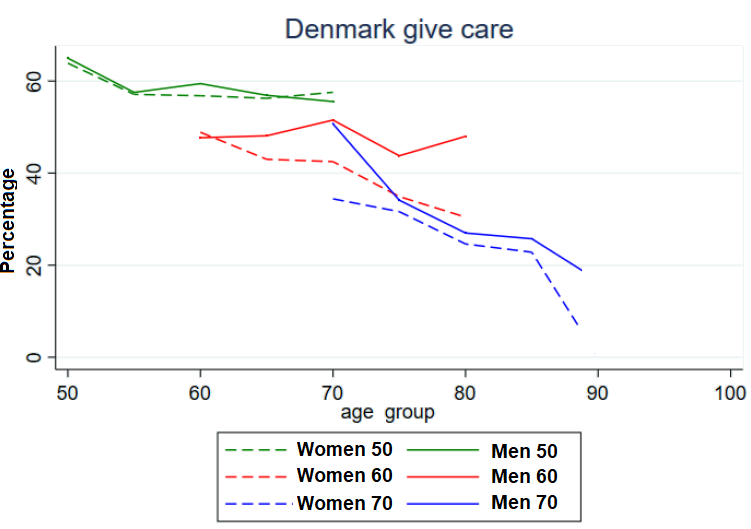 Denmark give care
Percentage
60
40
20
0
50 60 70 80 90 100
age group
Women 50 Men 50
Women 60 Men 60
Women 70 Men 70